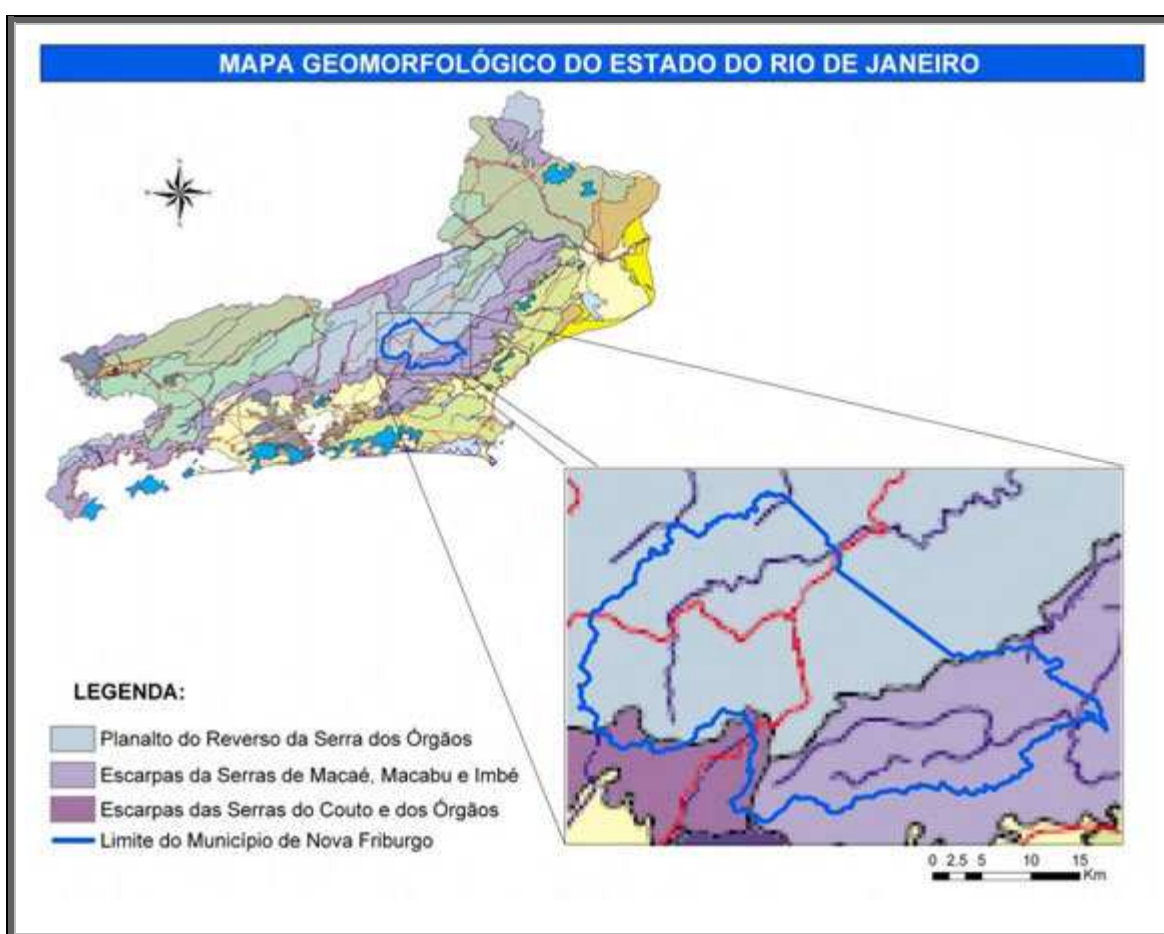 MAPA GEOMORFOLÓGICO DO ESTADO DO RIO DE JANEIRO
LEGENDA:
Planalto do Reverso da Serra dos Órgãos
Escarpas da Serras de Macaé, Macabu e Imbé
Escarpas das Serras do Couto e dos Órgãos
Limite do Município de Nova Friburgo
0 2.5 5 10 15
Km